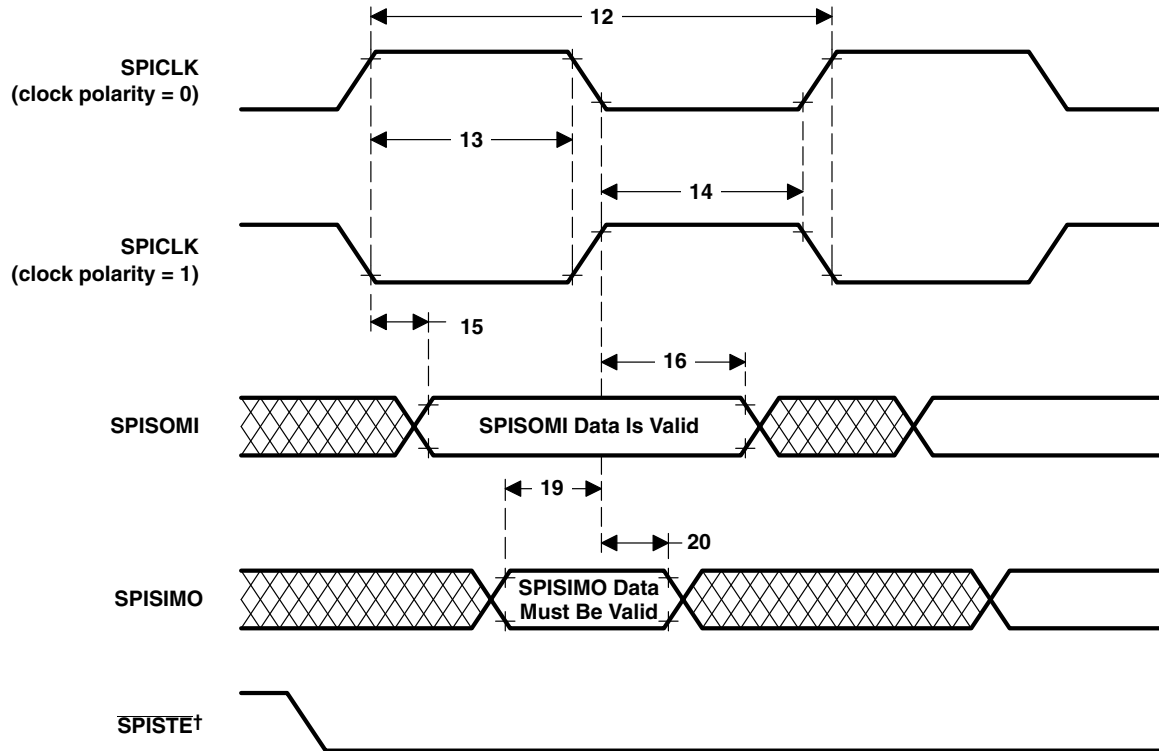 12
SPICLK
(clock polarity = 0)
13
14
SPICLK
(clock polarity = 1)
15
16
SPISOMI
SPISOMI Data Is Valid
19
20
SPISIMO
SPISIMO Data
Must Be Valid
SPISTE†